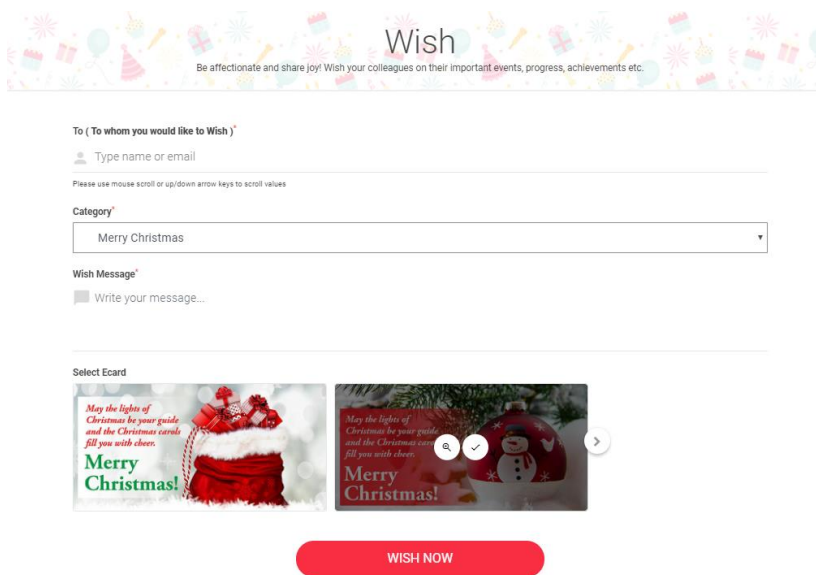 Wish
Be affectionate and share joy! Wish your colleagues on their important events, progress, achievements etc.
To ( To whom you would like to Wish )*
Type name or email
Please use mouse scroll or up/down arrow keys to scroll values
Category*
Merry Christmas
Wish Message*
Write your message...
Select Ecard
May the lights of
Christmas be your guide
and the Christmas carols
fill you with cheer.
Merry
Christmas!
May the lights of
Christmas be your guide
and the Christmas
fill you with cheer.
Merry
Christmas!
WISH NOW